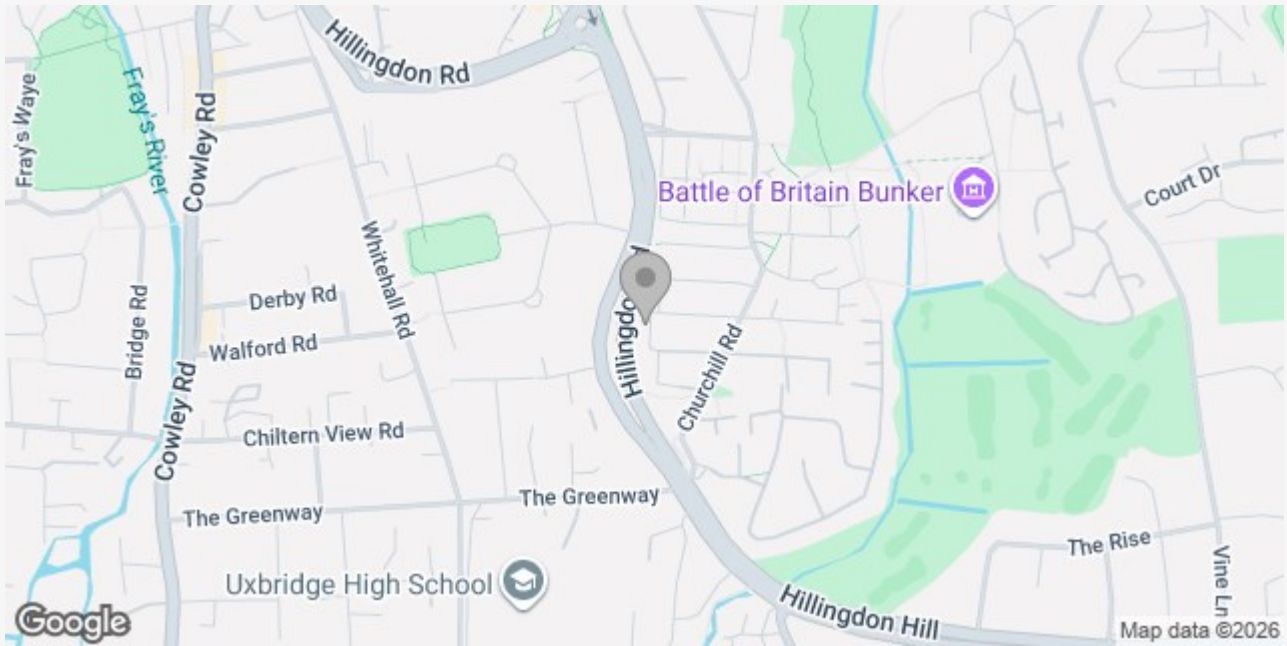 Hillingdon Rd
Fray's Waye
Fray's River
Cowley Rd
Battle of Britain Bunker
Court Dr
Whitehall Rd
Derby Rd
Bridge Rd
Walford Rd
Churchill Rd
Cowley Rd
Chiltern View Rd
The Greenway
The Greenway
The Rise
Uxbridge High School
Vine Ln
Hillingdon Hill
Google
Map data ©2026